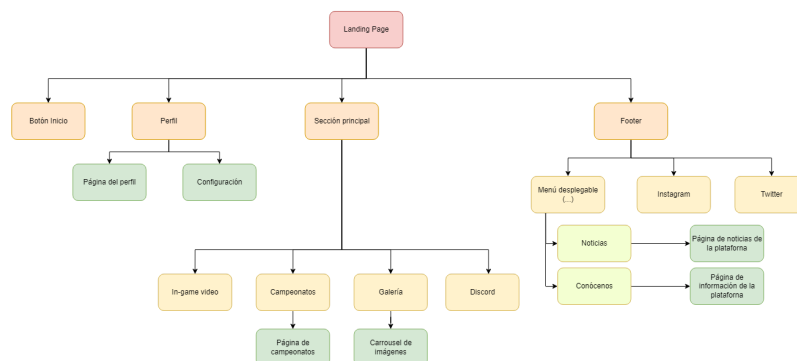 Landing Page
Botón Inicio
Perfil
Sección principal
Footer
Página del perfil
Configuración
Menú desplegable
(...)
Instagram
Twitter
Noticias
Página de noticias de
la plataforna
Conócenos
Página de
información de la
plataforna
In-game video
Campeonatos
Galería
Discord
Página de
campeonatos
Carrousel de
imágenes